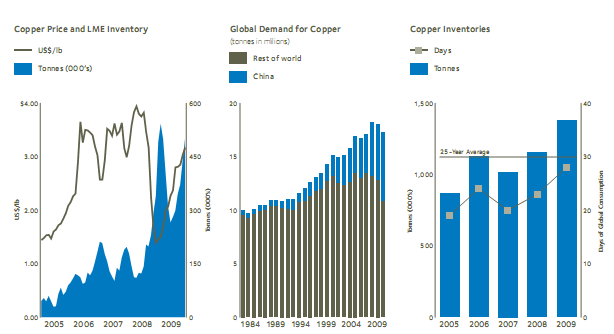 Copper Price and LME Inventory
US$/lb
Tonnes (000's)
$4.00
3.00
2.00
1.00
0.00
US$/lb
600
450
300
150
0
Tonnes (000's)
2005 2006 2007 2008 2009
Global Demand for Copper
(tonnes in millions)
Rest of world
China
20
15
10
5
0
1984 1989 1994 1999 2004 2009
Copper Inventories
Days
Tonnes
1,500
1,000
500
0
Tonnes (000's)
25-Year Average
40
30
20
10
0
Days of Global Consumption
2005 2006 2007 2008 2009